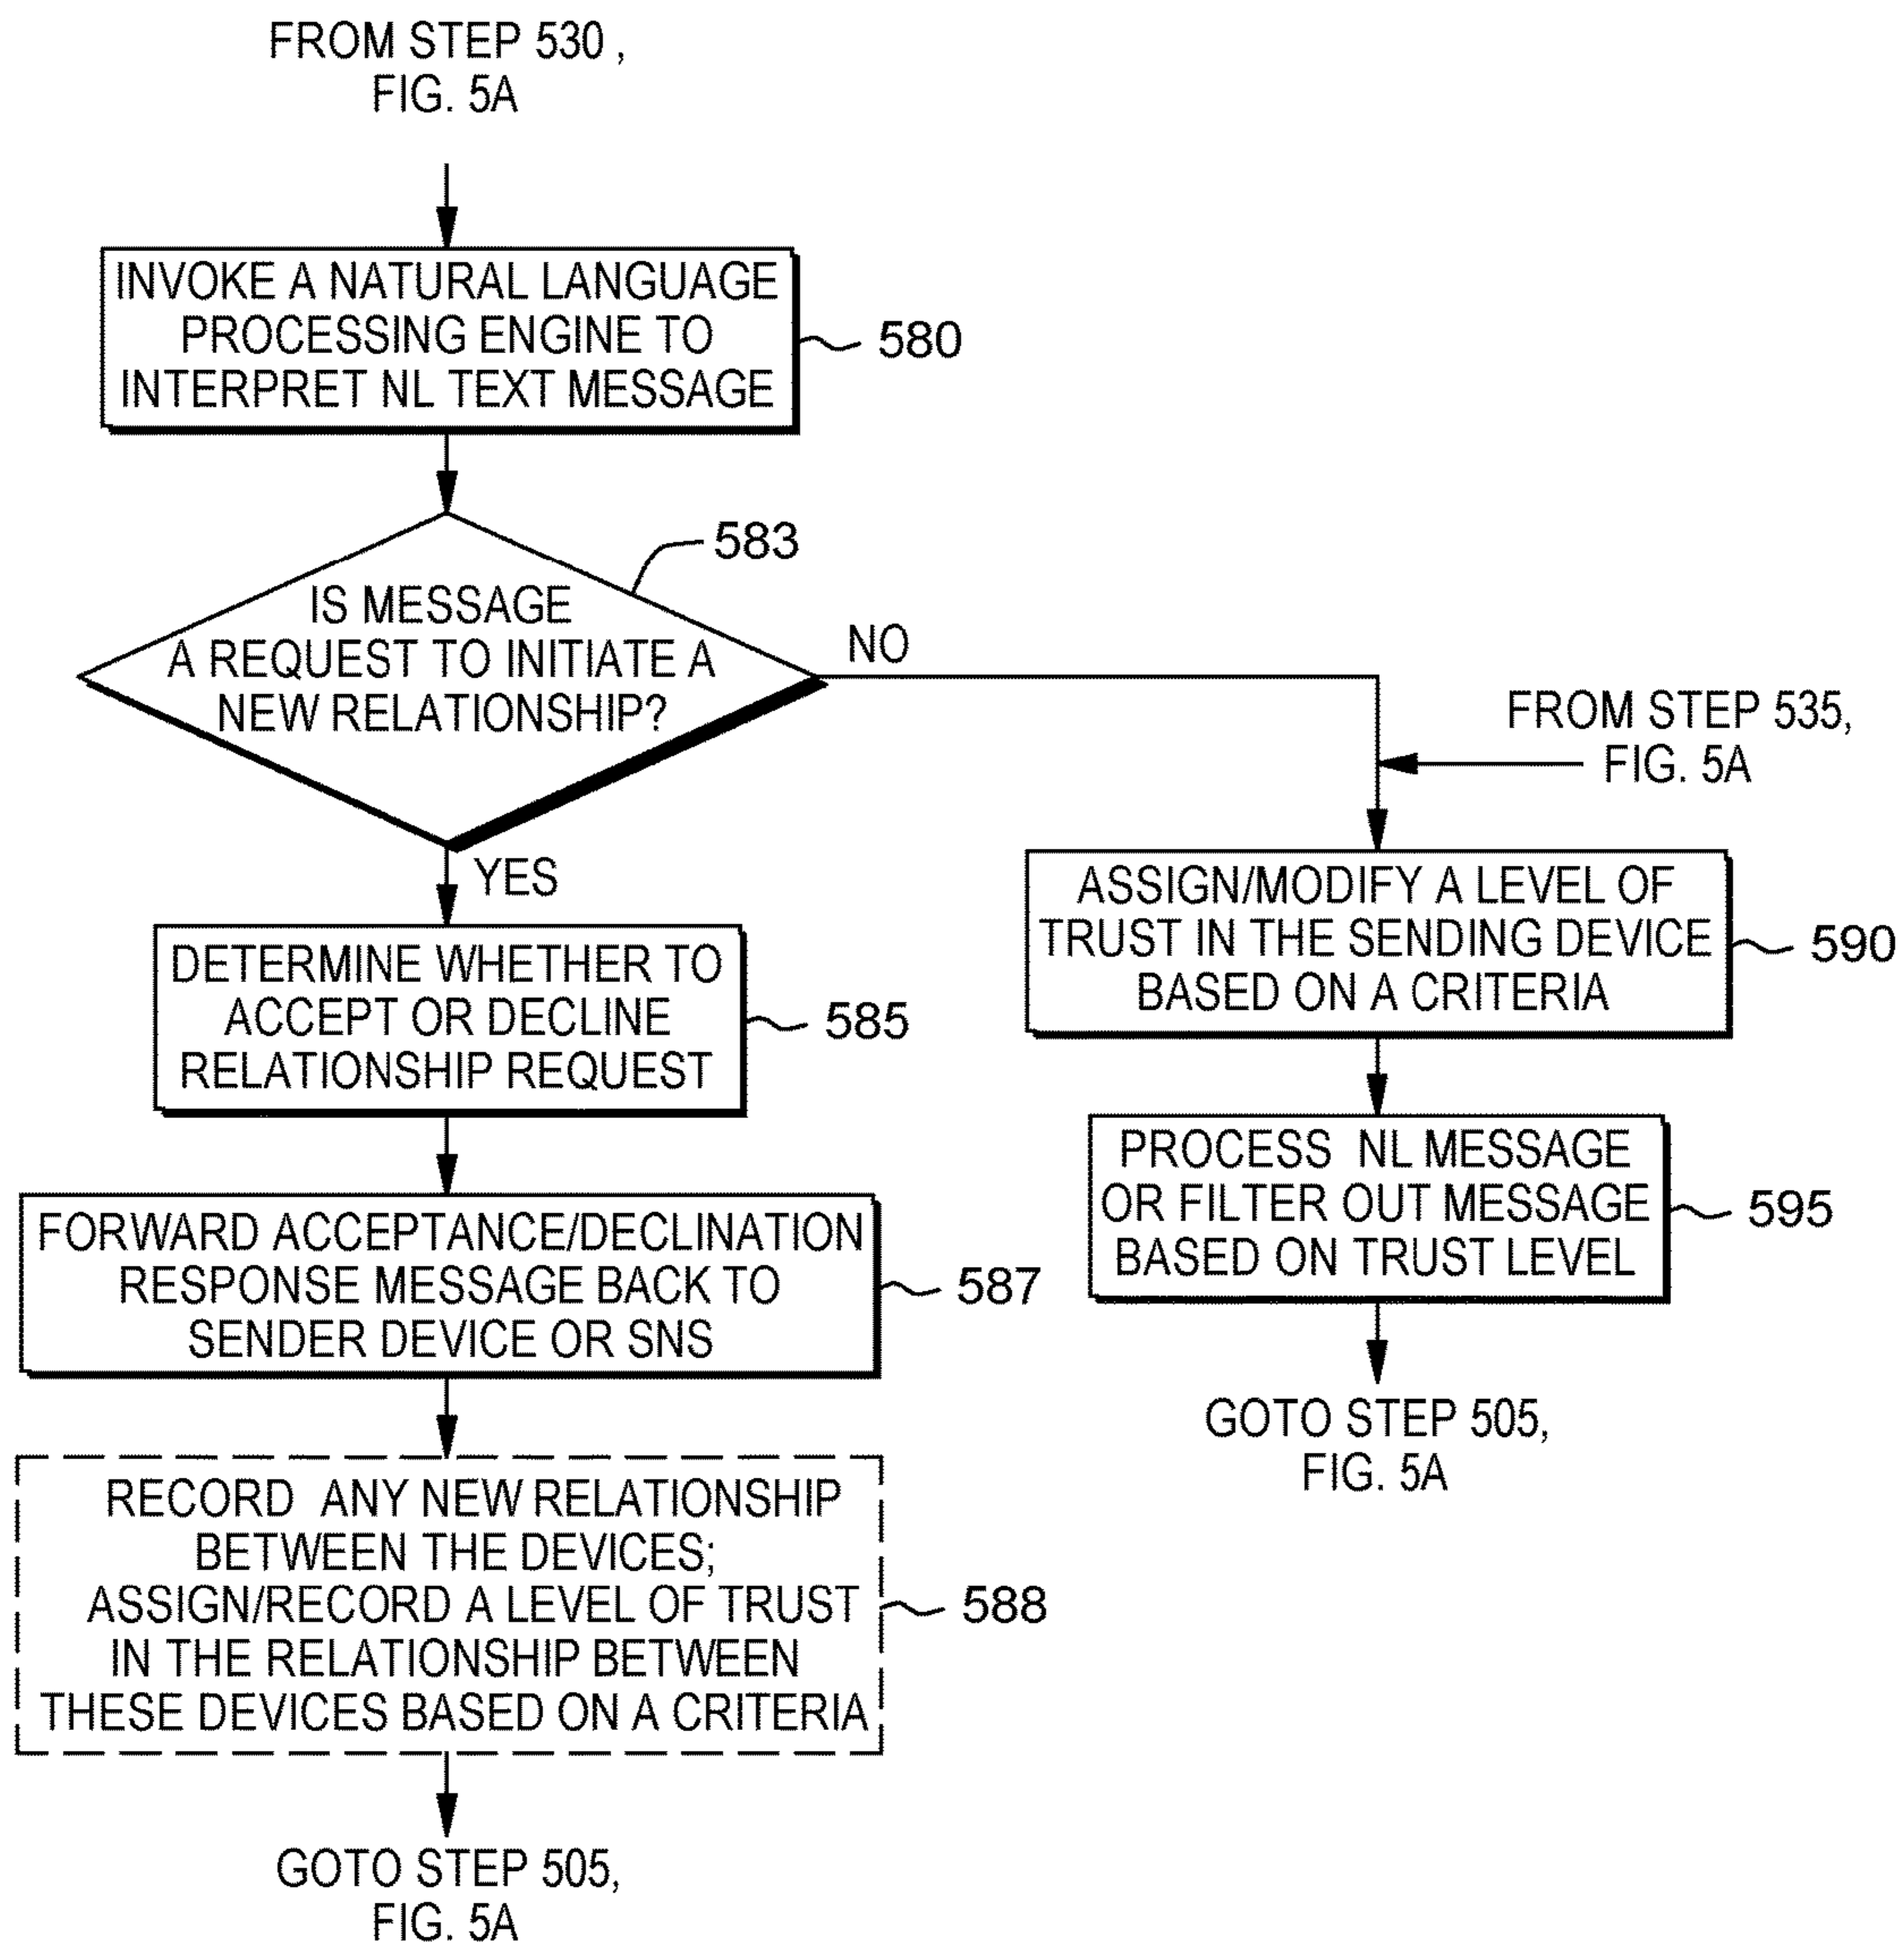 FROM STEP 530 ,
FIG. 5A
INVOKE A NATURAL LANGUAGE
PROCESSING ENGINE TO
INTERPRET NL TEXT MESSAGE
580
583
IS MESSAGE
A REQUEST TO INITIATE A
NEW RELATIONSHIP?
NO
YES
DETERMINE WHETHER TO
ACCEPT OR DECLINE
RELATIONSHIP REQUEST
585
FORWARD ACCEPTANCE/DECLINATION
RESPONSE MESSAGE BACK TO
SENDER DEVICE OR SNS
587
RECORD ANY NEW RELATIONSHIP
BETWEEN THE DEVICES;
ASSIGN/RECORD A LEVEL OF TRUST
IN THE RELATIONSHIP BETWEEN
THESE DEVICES BASED ON A CRITERIA
588
GOTO STEP 505,
FIG. 5A
FROM STEP 535,
FIG. 5A
ASSIGN/MODIFY A LEVEL OF
TRUST IN THE SENDING DEVICE
BASED ON A CRITERIA
590
PROCESS NL MESSAGE
OR FILTER OUT MESSAGE
BASED ON TRUST LEVEL
595
GOTO STEP 505,
FIG. 5A